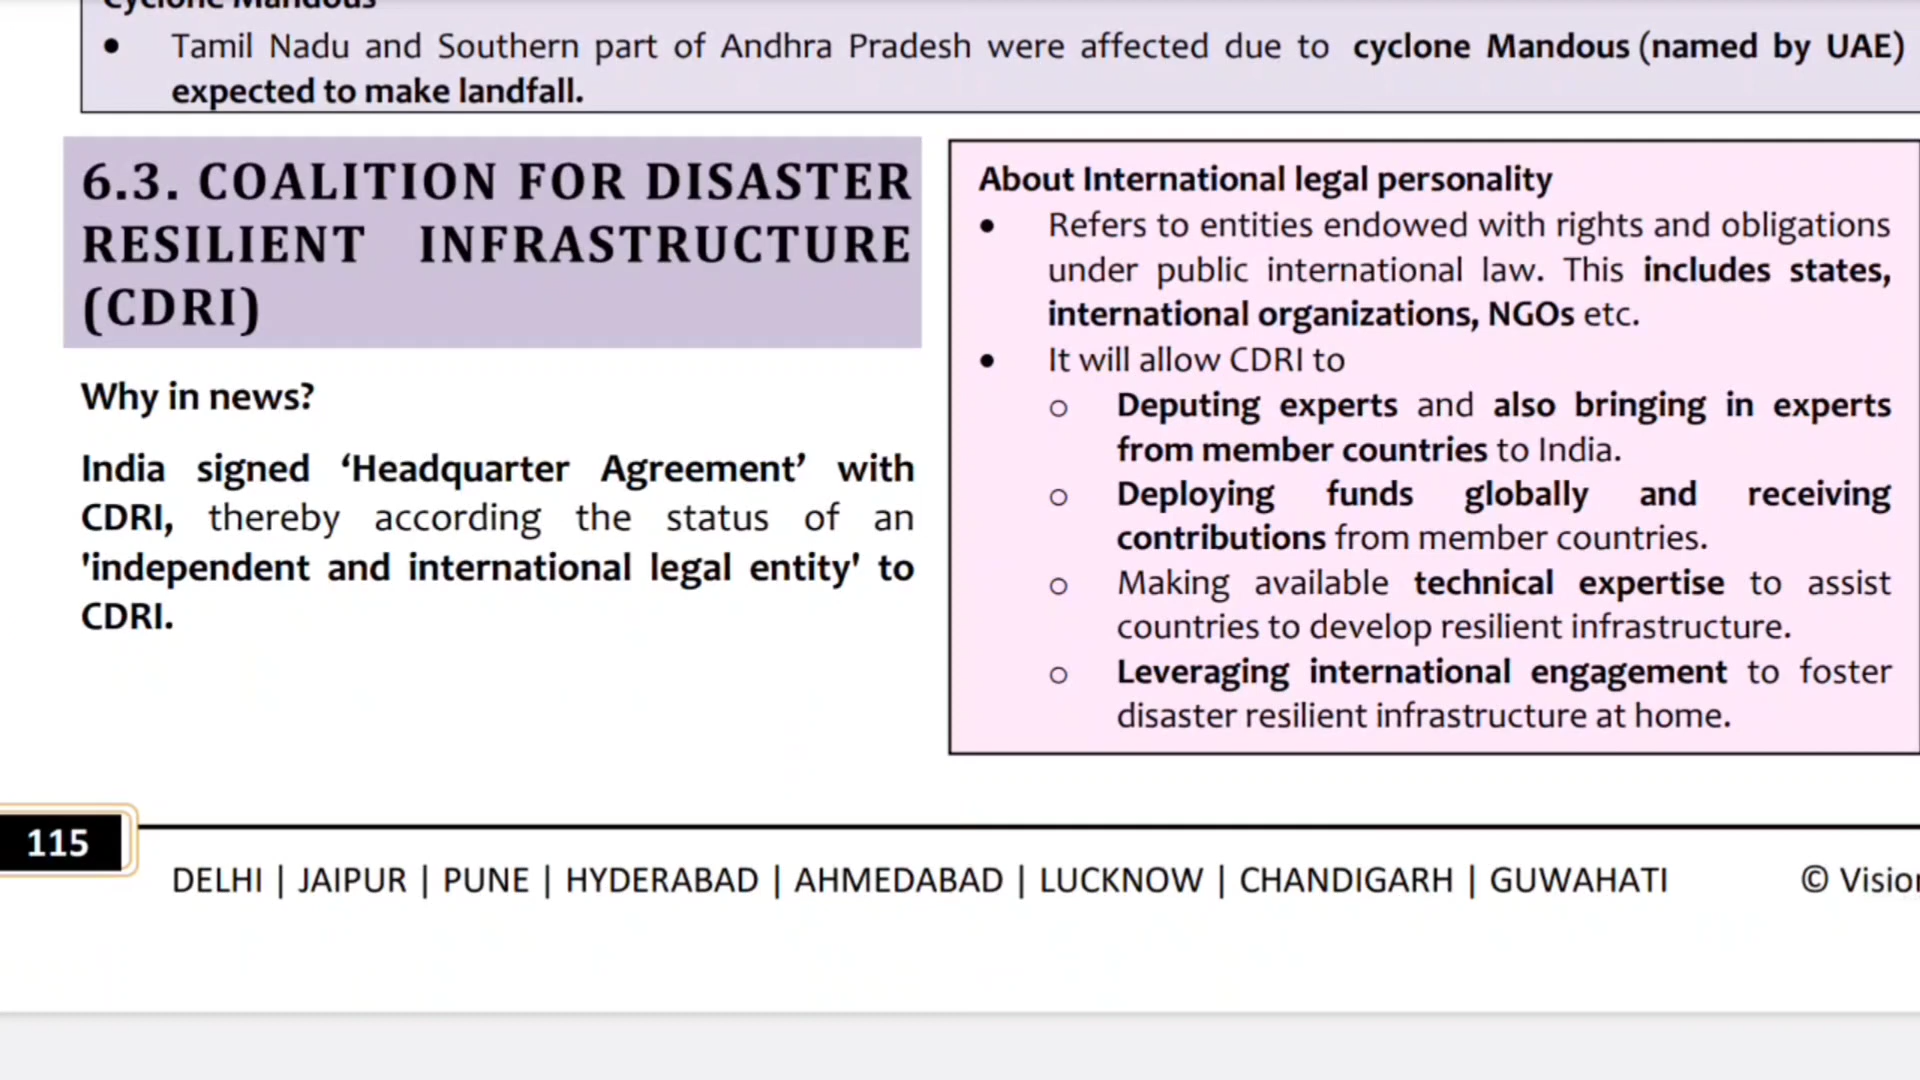 Cyclone Mandous
• Tamil Nadu and Southern part of Andhra Pradesh were affected due to cyclone Mandous (named by UAE)
expected to make landfall.
6.3. COALITION FOR DISASTER
RESILIENT INFRASTRUCTURE
(CDRI)
Why in news?
India signed ‘Headquarter Agreement’ with
CDRI, thereby according the status of an
'independent and international legal entity' to
CDRI.
About International legal personality
• Refers to entities endowed with rights and obligations
under public international law. This includes states,
international organizations, NGOs etc.
• It will allow CDRI to
o Deputing experts and also bringing in experts
from member countries to India.
o Deploying funds globally and receiving
contributions from member countries.
o Making available technical expertise to assist
countries to develop resilient infrastructure.
o Leveraging international engagement to foster
disaster resilient infrastructure at home.
115
DELHI | JAIPUR | PUNE | HYDERABAD | AHMEDABAD | LUCKNOW | CHANDIGARH | GUWAHATI
©